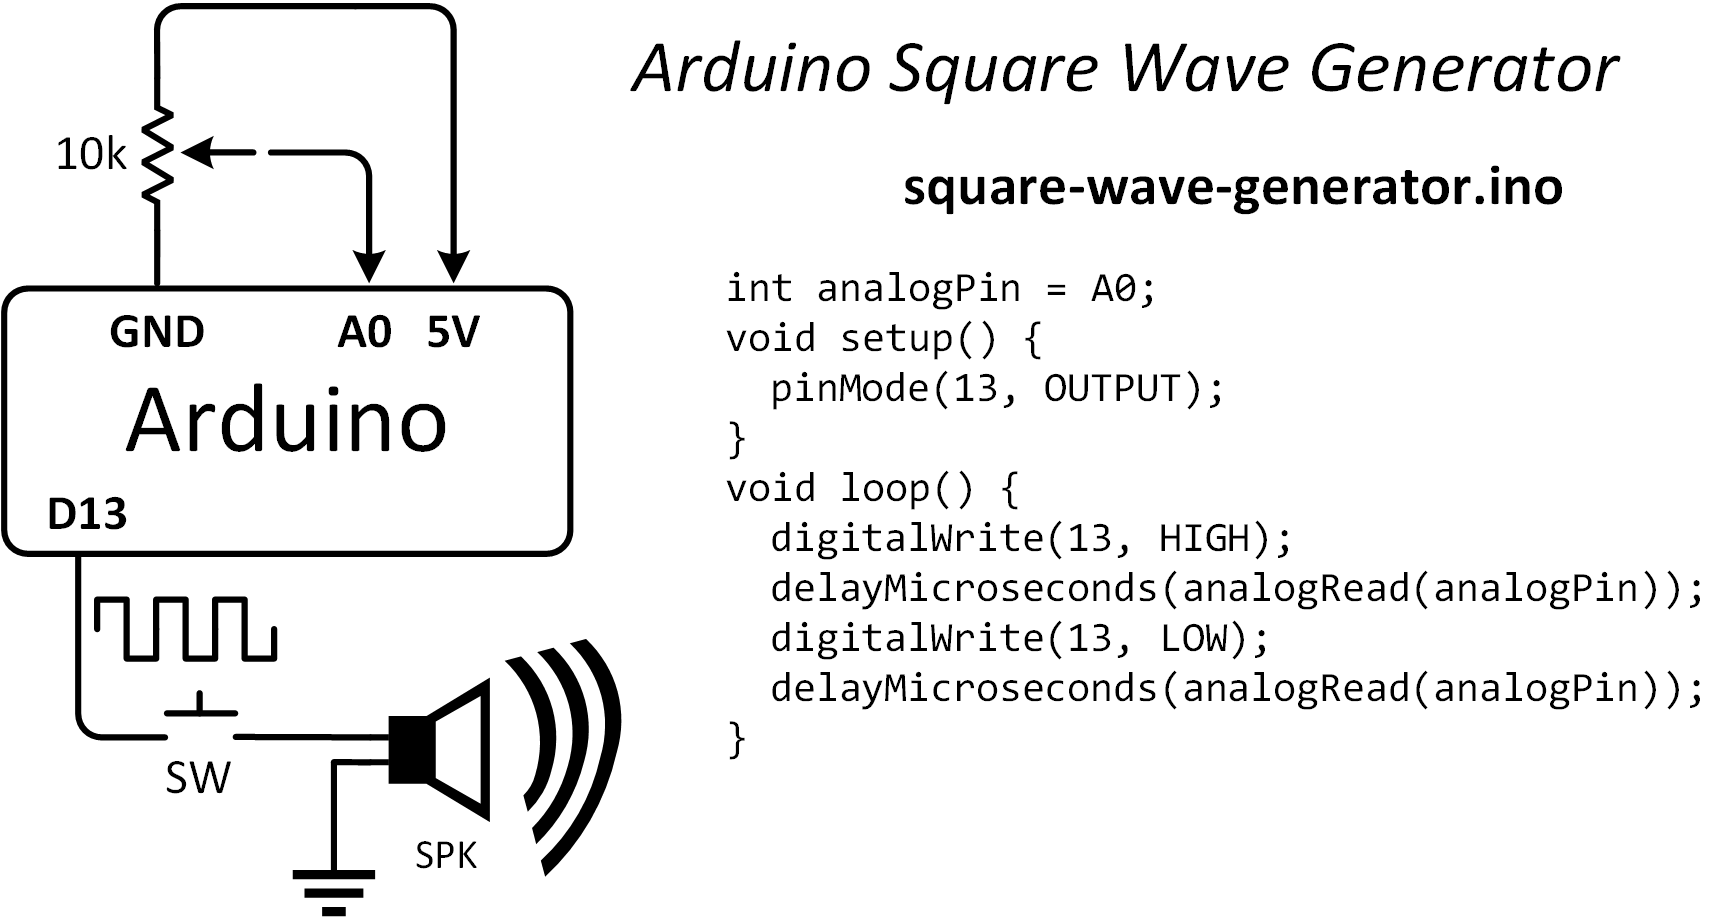 Arduino Square Wave Generator
10k
square-wave-generator.ino
GND A0 5V
Arduino
D13
SW
SPK
int analogPin = A0;
void setup() {
  pinMode(13, OUTPUT);
}
void loop() {
  digitalWrite(13, HIGH);
  delayMicroseconds(analogRead(analogPin));
  digitalWrite(13, LOW);
  delayMicroseconds(analogRead(analogPin));
}